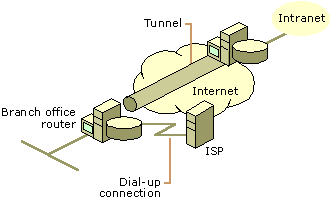 Tunnel
Intranet
Internet
Branch office
router
ISP
Dial-up
connection